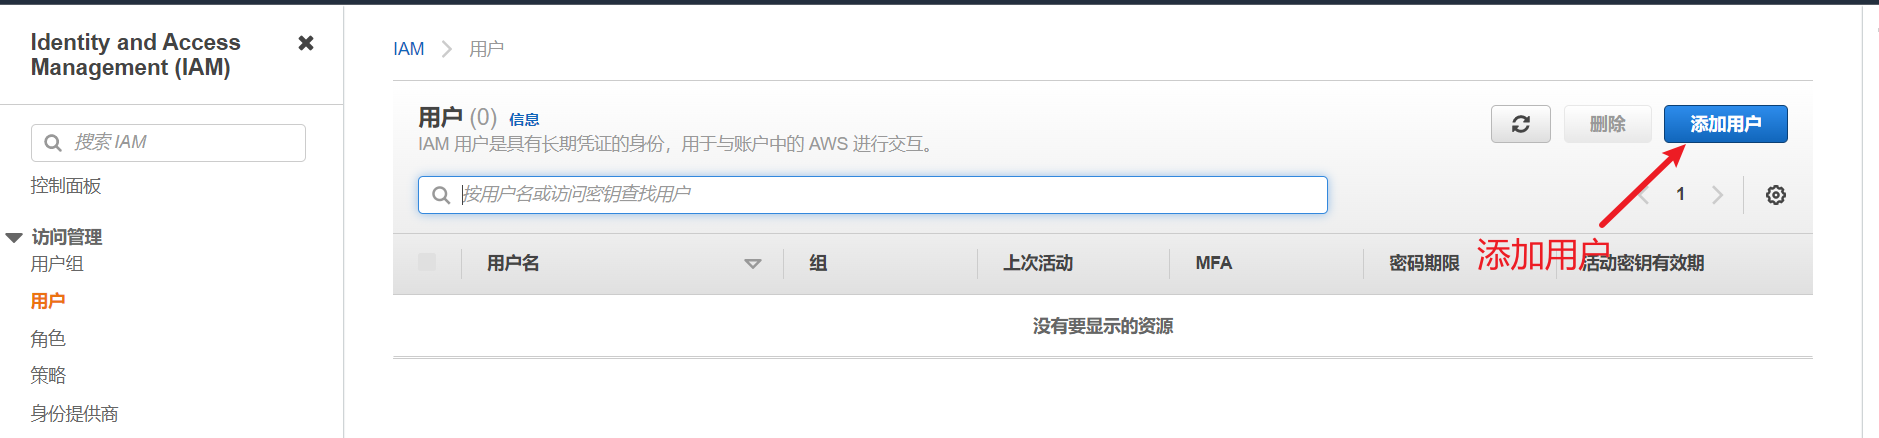 Identity and Access
Management (IAM)
搜索 IAM
控制面板
访问管理
用户组
用户
角色
策略
身份提供商
IAM 用户
用户 (0) 信息
IAM 用户是具有长期凭证的身份，用于与账户中的 AWS 进行交互。
删除 添加用户
按用户名或访问密钥查找用户
1
添加用户
用户名 组 上次活动 MFA 密码期限 活动密钥有效期
没有要显示的资源